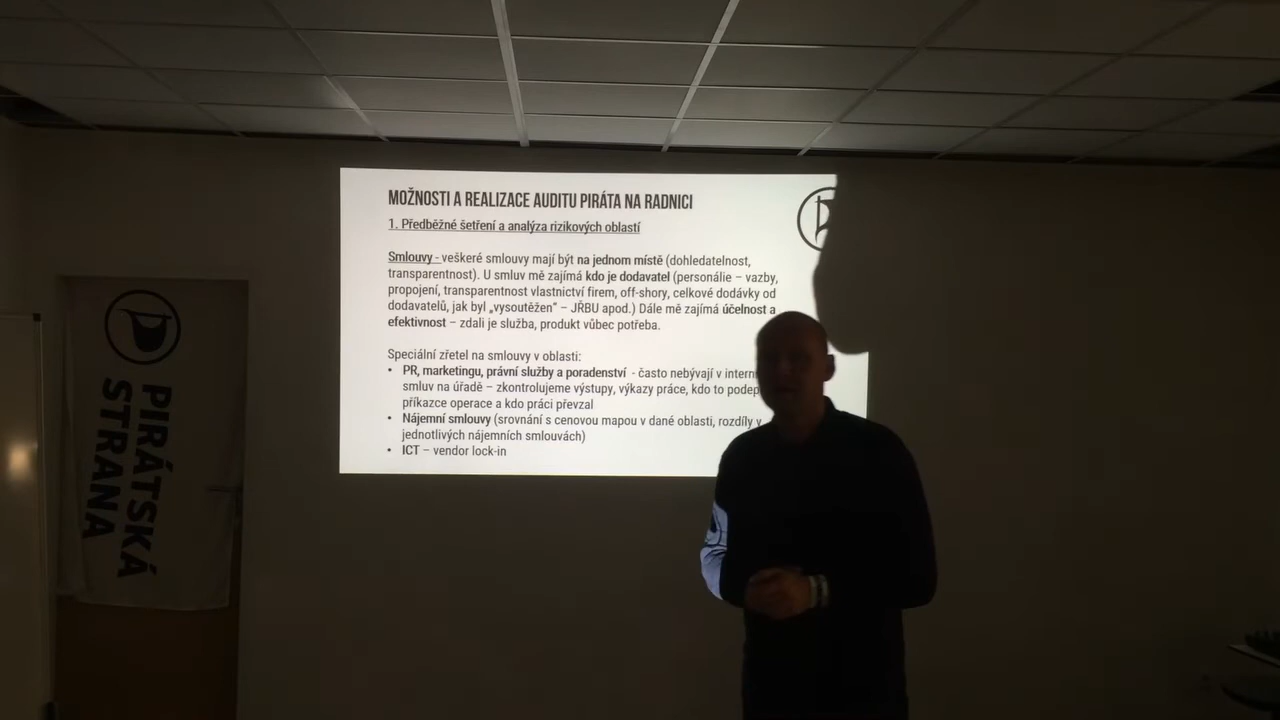 MOŽNOSTI A REALIZACE AUDITU PIRÁTA NA RADNICI
1. Předběžné šetření a analýza rizikových oblastí
Smlouvy - veškeré smlouvy mají být na jednom místě (dohledatelnost,
transparentnost). U smluv mě zajímá kdo je dodavatel (personálie – vazby,
propojení, transparentnost vlastnictví firem, off-shory, celkové dodávky od
dodavatelů, jak byl „vysoutěžen“ – JŘBU apod.) Dále mě zajímá účelnost a
efektivnost – zdali je služba, produkt vůbec potřeba.
Speciální zřetel na smlouvy v oblasti:
• PR, marketingu, právní služby a poradenství - často nebývají v
smluv na úřadě – zkontrolujeme výstupy, výkazy práce, kdo to
příkazce operace a kdo práci převzal
• Nájemní smlouvy (srovnání s cenovou mapou v dané oblasti, rozdíly v
jednotlivých nájemních smlouvách)
• ICT – vendor lock-in
PIRÁTSKÁ
STRANA